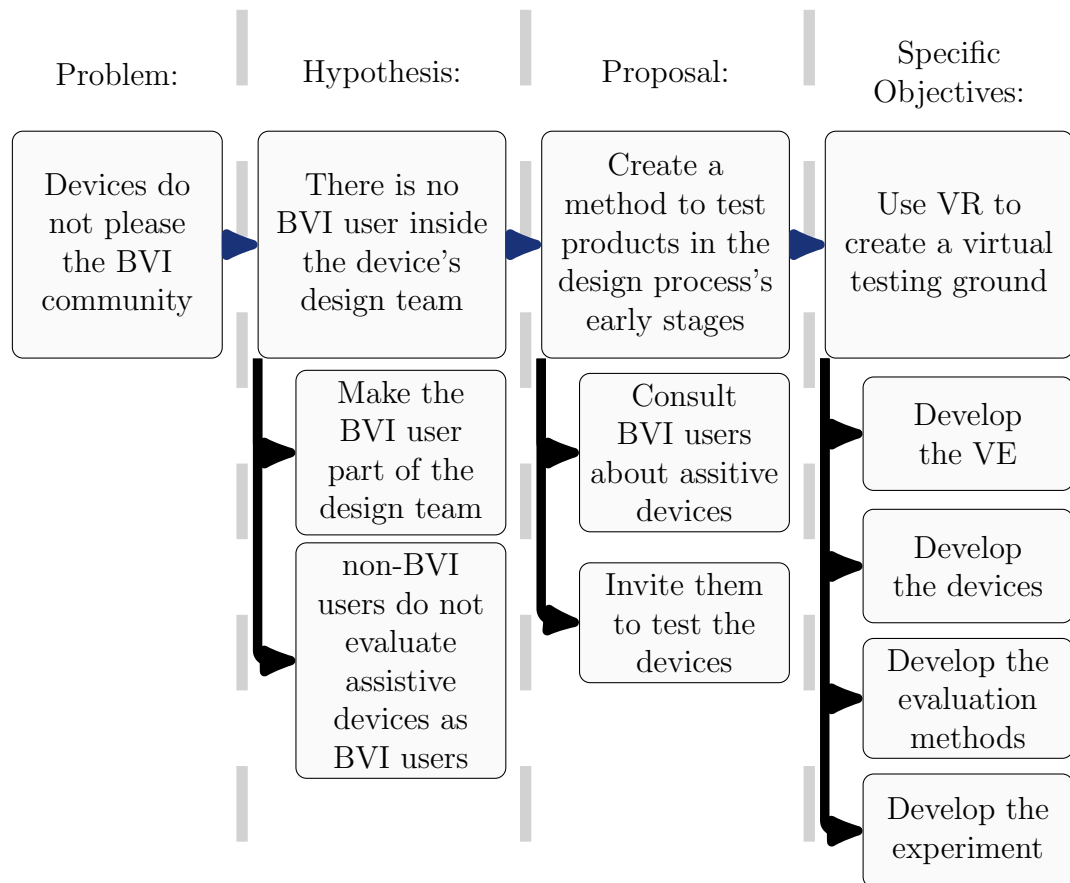 Problem:
Devices do
not please
the BVI
community
Hypothesis:
There is no
BVI user inside
the device's
design team
Make the
BVI user
part of the
design team
non-BVI
users do not
evaluate
assistive
devices as
BVI users
Proposal:
Create a
method to test
products in the
design process's
early stages
Consult
BVI users
about assitive
devices
Invite them
to test the
devices
Specific
Objectives:
Use VR to
create a virtual
testing ground
Develop
the VE
Develop
the devices
Develop the
evaluation
methods
Develop the
experiment